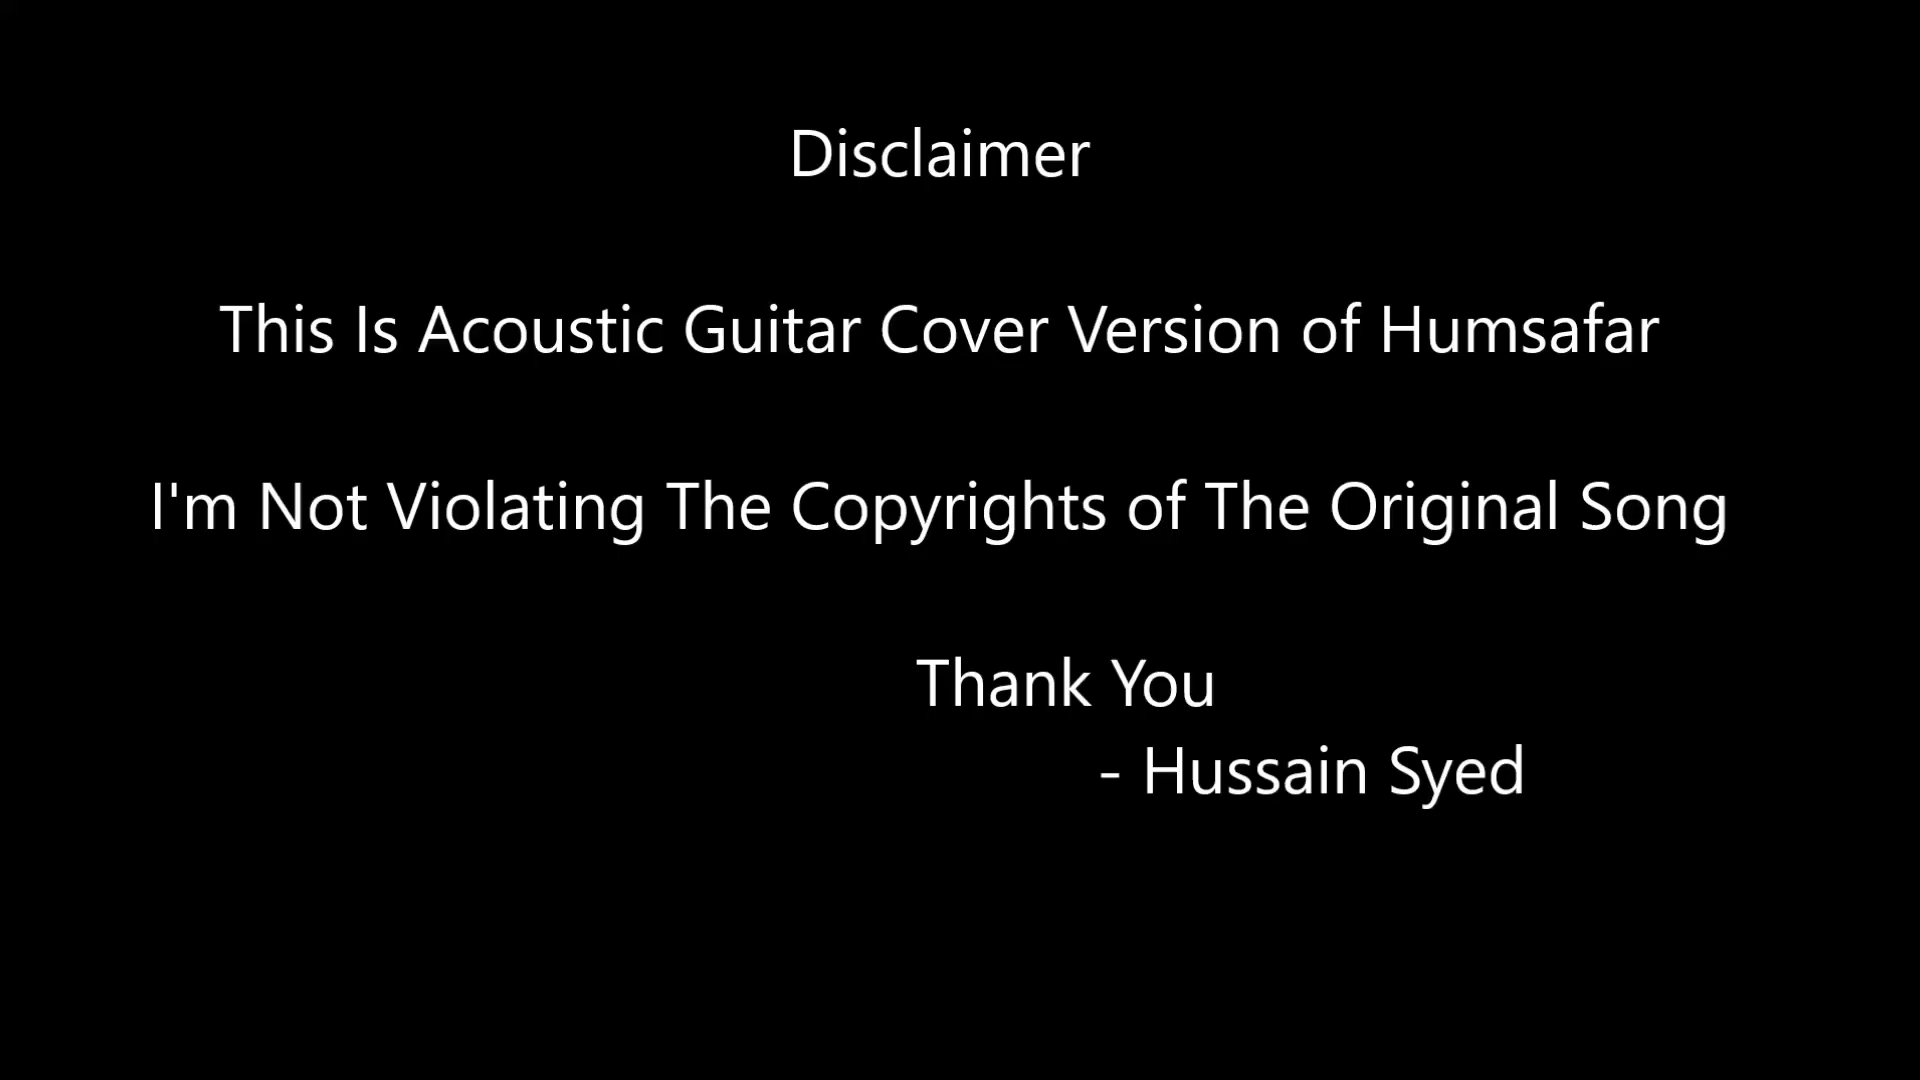 Disclaimer
This Is Acoustic Guitar Cover Version of Humsafar
I'm Not Violating The Copyrights of The Original Song
Thank You
- Hussain Syed